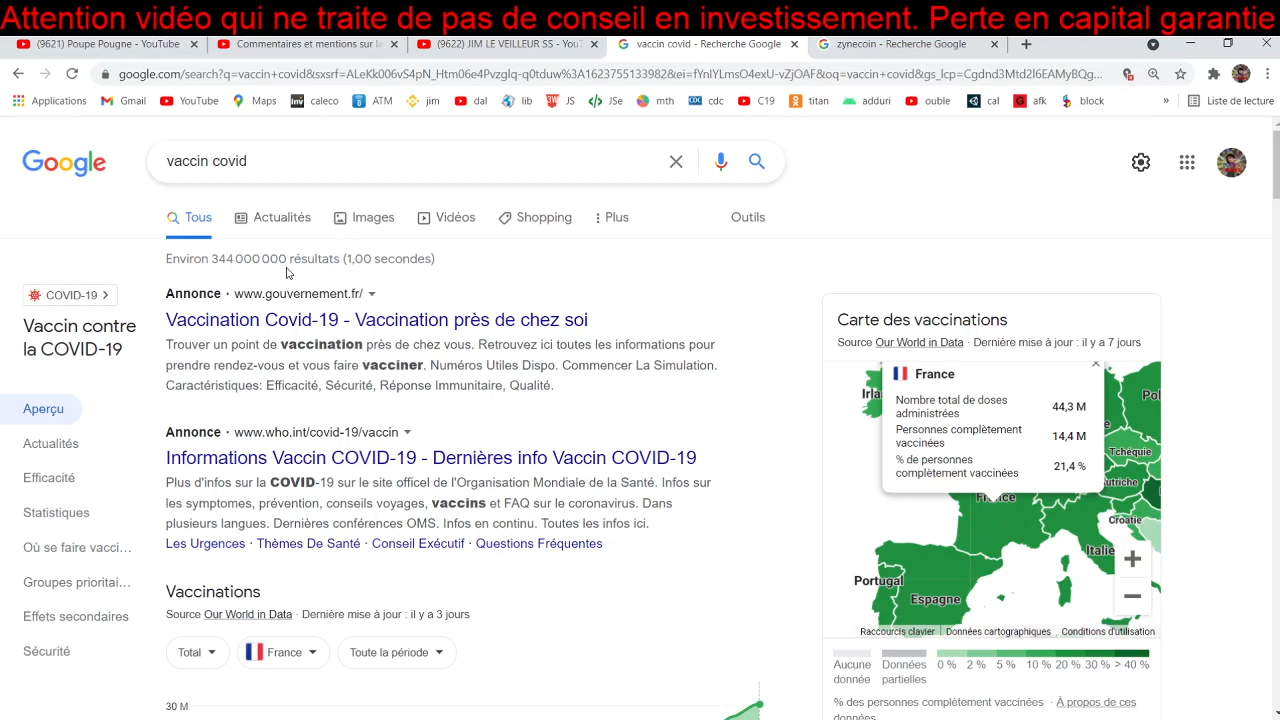 Attention vidéo qui ne traite de pas de conseil en investissement. Perte en capital garantie
(9621) Poupe Pougne - YouTube
Commentaires et mentions sur la
(9622) JIM LE VEILLEUR SS - YouT
vaccin covid - Recherche Google
zynecoin - Recherche Google
google.com/search?q=vaccin+covid&sxsrf=ALeKk006vS4pN_Htm06e4Pvzglq-q0tduw%3A1623755133982&ei=fYnIYLmsO4exU-vZjOAF&oq=vaccin+covid&gs_lcp=Cgdnd3Mtd2l6EAMyBQg...
Applications
Gmail
YouTube
Maps
Inv caleco
ATM
jim
dal
lib
JS
JSe
mth
CDC cdc
C19
titan
adduri
ouble
cal
G afk
block
»
Liste de lecture
Google
vaccin covid
Tous
Actualités
Images
Vidéos
Shopping
Plus
Outils
Environ 344 000 000 résultats (1,00 secondes)
COVID-19
Vaccin contre
la COVID-19
Aperçu
Actualités
Efficacité
Statistiques
Où se faire vacci...
Groupes prioritai...
Effets secondaires
Sécurité
Annonce · www.gouvernement.fr/
Vaccination Covid-19 - Vaccination près de chez soi
Trouver un point de vaccination près de chez vous. Retrouvez ici toutes les informations pour
prendre rendez-vous et vous faire vacciner. Numéros Utiles Dispo. Commencer La Simulation.
Caractéristiques: Efficacité, Sécurité, Réponse Immunitaire, Qualité.
Annonce · www.who.int/covid-19/vaccin
Informations Vaccin COVID-19 - Dernières info Vaccin COVID-19
Plus d'infos sur la COVID-19 sur le site officel de l'Organisation Mondiale de la Santé. Infos sur
les symptomes, prévention, conseils voyages, vaccins et FAQ sur le coronavirus. Dans
plusieurs langues. Dernières conférences OMS. Infos en continu. Toutes les infos ici.
Les Urgences · Thèmes De Santé · Conseil Exécutif · Questions Fréquentes
Vaccinations
Source Our World in Data · Dernière mise à jour : il y a 3 jours
Total
France
Toute la période
30 M
Carte des vaccinations
Source Our World in Data · Dernière mise à jour : il y a 7 jours
France
Nombre total de doses
administrées
44,3 M
Personnes complètement
vaccinées
14,4 M
% de personnes
complètement vaccinées
21,4 %
Irla
Pol
Tchéquie
utriche
France
Croatie
Italie
Portugal
Espagne
+
−
Raccourcis clavier
Données cartographiques
Conditions d'utilisation
Aucune
donnée
Données
partielles
0 % 2 % 5 % 10 % 20 % 30 % > 40 %
% des personnes complètement vaccinées · À propos de ces
données